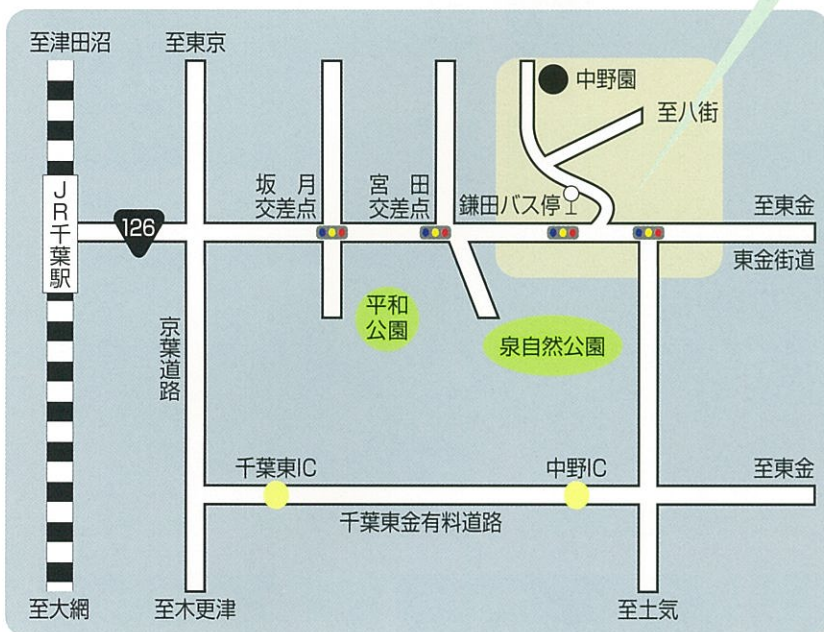 至津田沼
至東京
中野園
至八街
坂月
交差点
宮田
交差点
鎌田バス停
至東金
JR千葉駅
126
東金街道
平和
公園
泉自然公園
京葉道路
千葉東IC
中野IC
至東金
千葉東金有料道路
至大網
至木更津
至土気